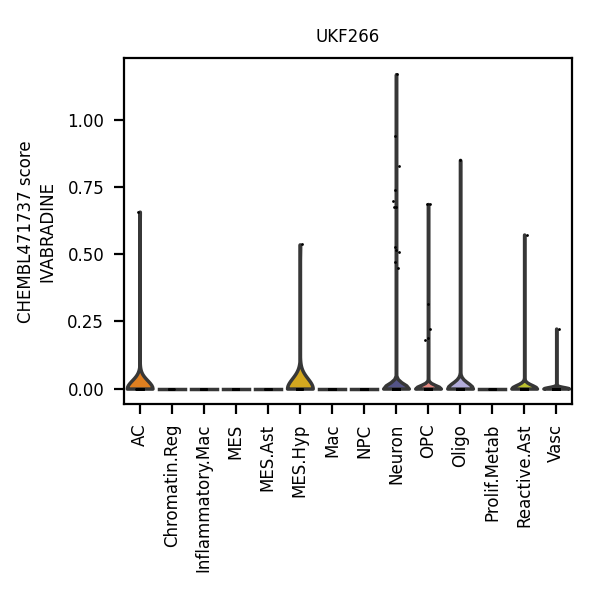 UKF266
CHEMBL471737 score
IVABRADINE
1.00
0.75
0.50
0.25
0.00
AC
Chromatin.Reg
Inflammatory.Mac
MES
MES.Ast
MES.Hyp
Mac
NPC
Neuron
OPC
Oligo
Prolif.Metab
Reactive.Ast
Vasc